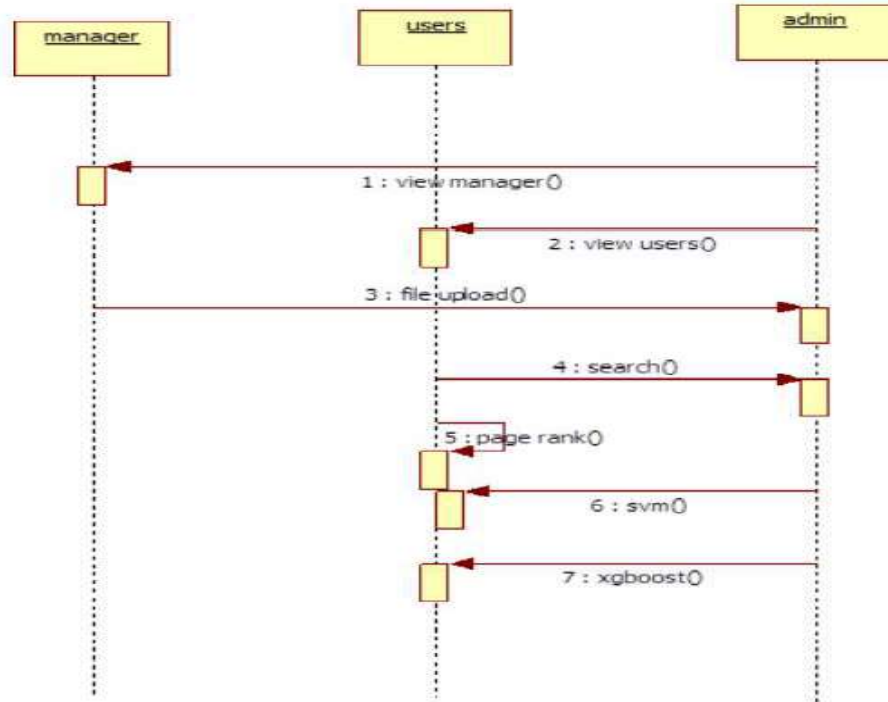 manager
users
admin
1 : view manager()
2 : view users()
3 : file upload()
4 : search()
5 : page rank()
6 : svm()
7 : xgboost()